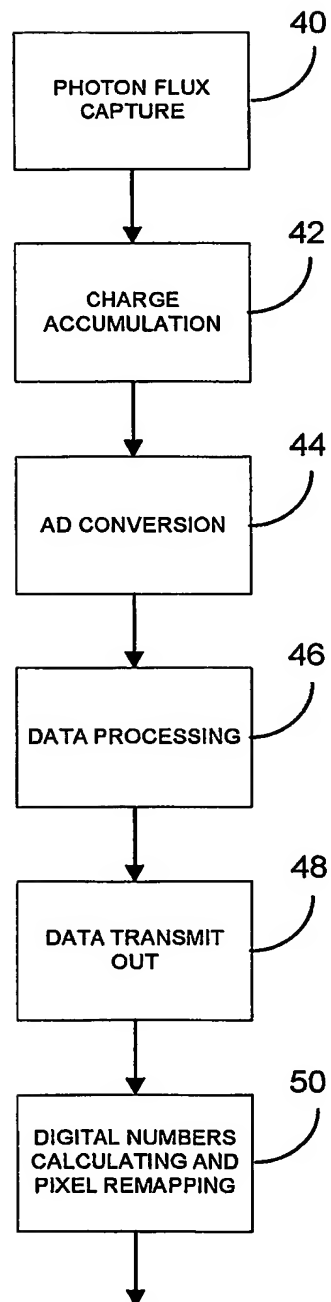 40
PHOTON FLUX
CAPTURE
42
CHARGE
ACCUMULATION
44
AD CONVERSION
46
DATA PROCESSING
48
DATA TRANSMIT
OUT
50
DIGITAL NUMBERS
CALCULATING AND
PIXEL REMAPPING